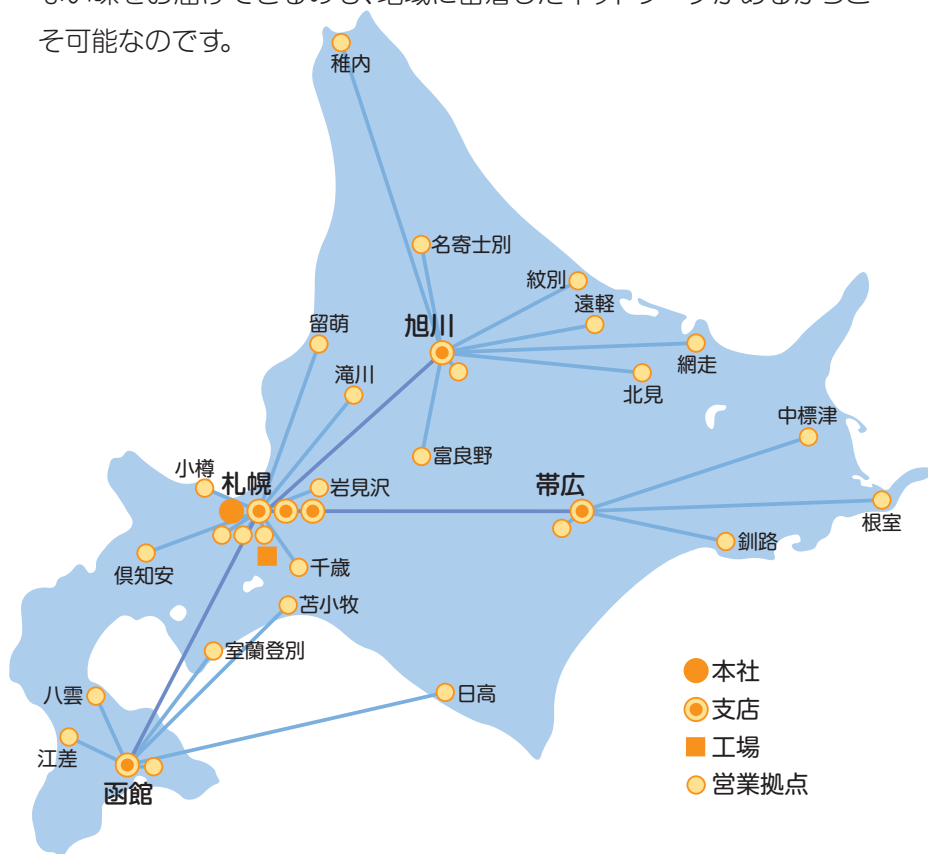 そ可能なのです。
稚内
名寄士別
紋別
遠軽
留萌
旭川
網走
滝川
北見
中標津
富良野
小樽
札幌
岩見沢
帯広
根室
釧路
倶知安
千歳
苫小牧
室蘭登別
八雲
日高
江差
函館
本社
支店
工場
営業拠点